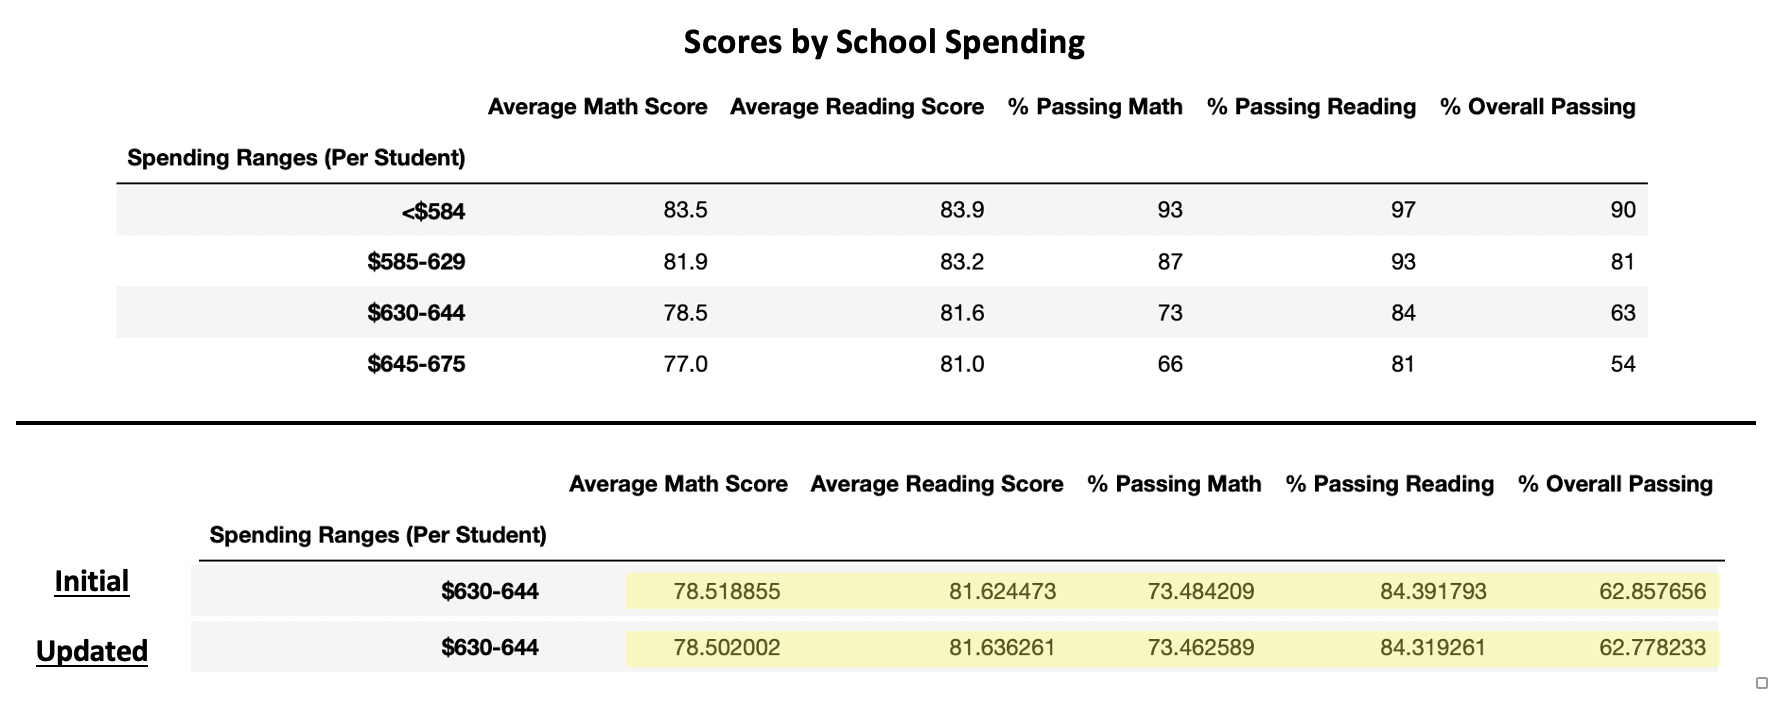 Scores by School Spending
Average Math Score Average Reading Score % Passing Math % Passing Reading % Overall Passing
Spending Ranges (Per Student)
<$584 83.5 83.9 93 97 90
$585-629 81.9 83.2 87 93 81
$630-644 78.5 81.6 73 84 63
$645-675 77.0 81.0 66 81 54
Average Math Score Average Reading Score % Passing Math % Passing Reading % Overall Passing
Spending Ranges (Per Student)
Initial $630-644 78.518855 81.624473 73.484209 84.391793 62.857656
Updated $630-644 78.502002 81.636261 73.462589 84.319261 62.778233